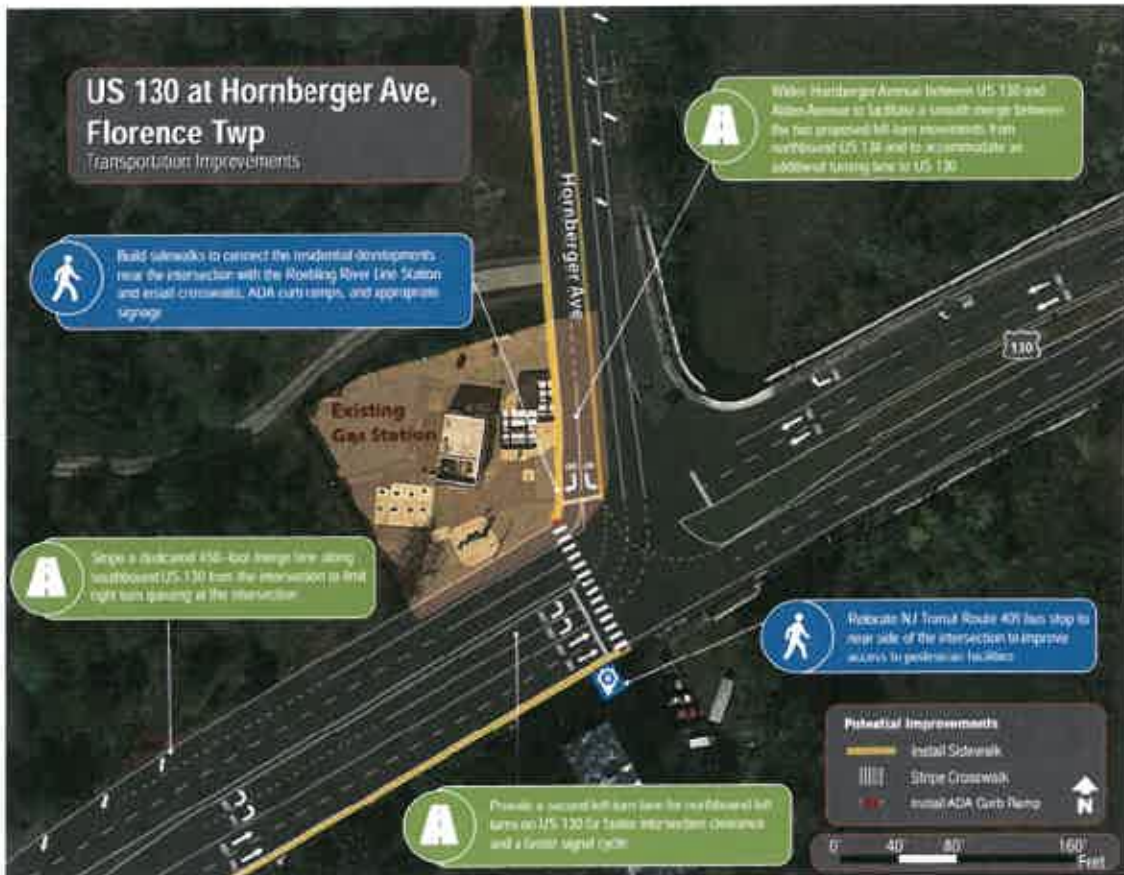 US 130 at Hornberger Ave,
Florence Twp
Transportation Improvements
Widen Hornberger Avenue between US 130 and
Alden Avenue to facilitate a smooth merge between
the two proposed left-turn movements from
northbound US 130 and to accommodate an
additional turning lane to US 130
Build sidewalks to connect the residential developments
near the intersection with the Roebling River Line Station
and install crosswalks, ADA curb ramps, and appropriate
signage
Hornberger Ave
130
Existing
Gas Station
Stripe a dedicated 450-foot merge lane along
southbound US 130 from the intersection to limit
right turn queuing at the intersection
Relocate NJ Transit Route 409 bus stop to
near side of the intersection to improve
access to pedestrian facilities
Provide a second left turn lane for northbound left
turns on US 130 for faster intersection clearance
and a faster signal cycle
Potential Improvements
Install Sidewalk
Stripe Crosswalk
Install ADA Curb Ramp
N
0' 40' 80' 160'
Feet